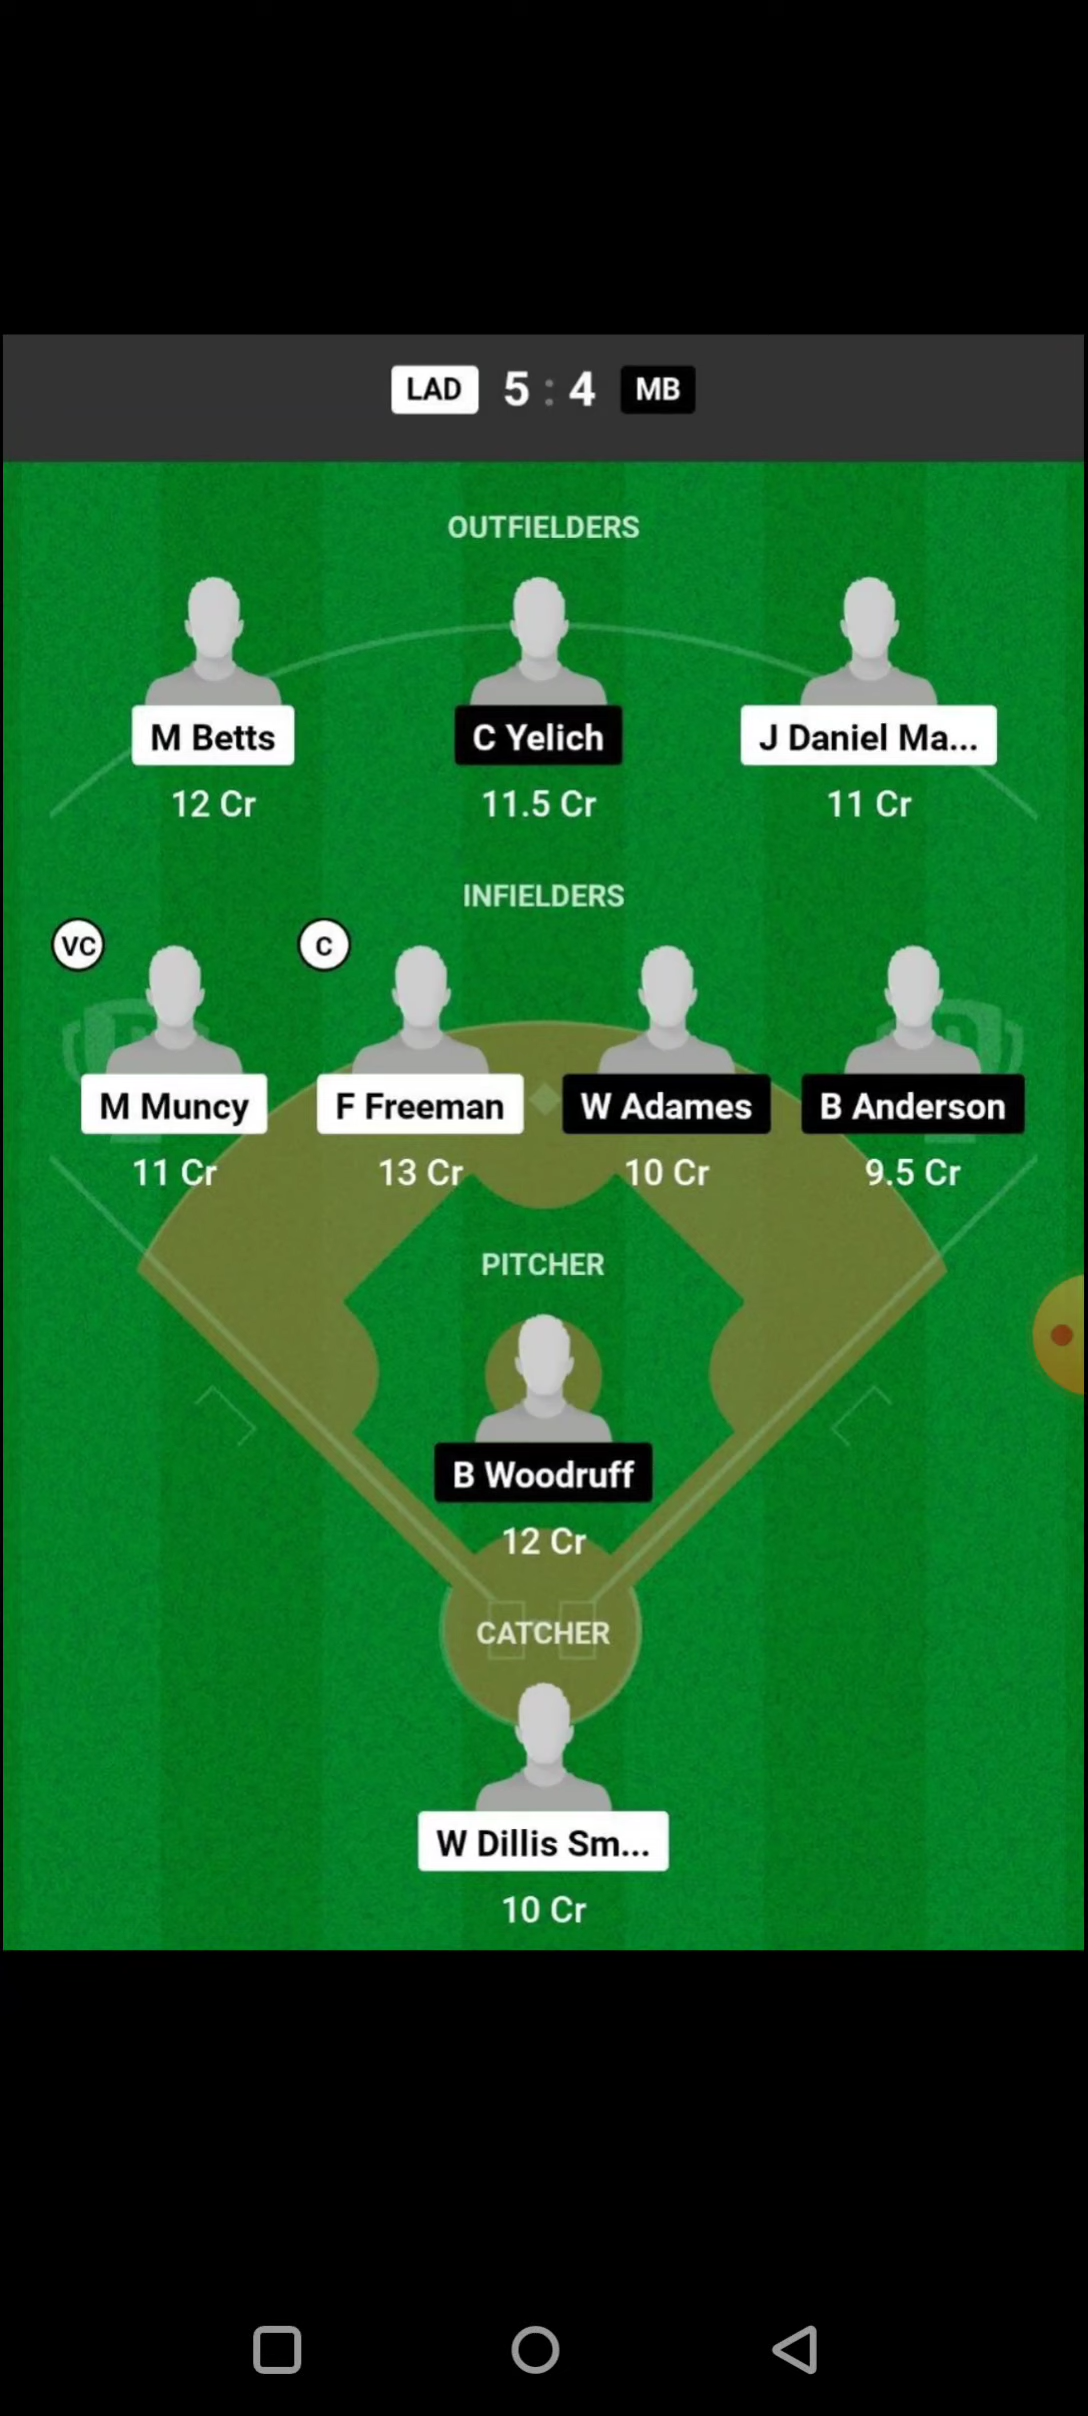 LAD 5 : 4 MB
OUTFIELDERS
M Betts C Yelich J Daniel Ma...
12 Cr 11.5 Cr 11 Cr
INFIELDERS
VC C
M Muncy F Freeman W Adames B Anderson
11 Cr 13 Cr 10 Cr 9.5 Cr
PITCHER
B Woodruff
12 Cr
CATCHER
W Dillis Sm...
10 Cr